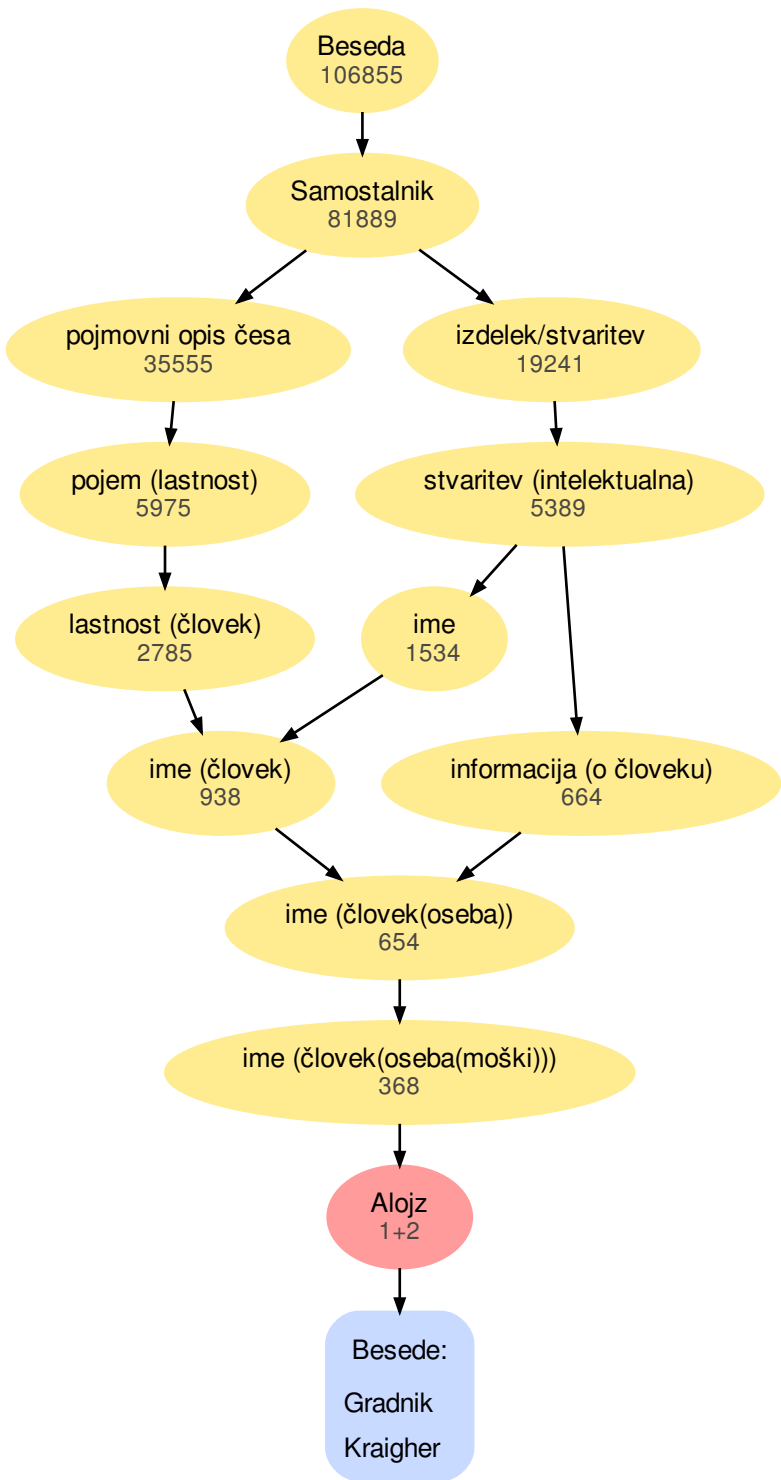 Beseda
106855
Samostalnik
81889
pojmovni opis česa
35555
izdelek/stvaritev
19241
pojem (lastnost)
5975
stvaritev (intelektualna)
5389
lastnost (človek)
2785
ime
1534
ime (človek)
938
informacija (o človeku)
664
ime (človek(oseba))
654
ime (človek(oseba(moški)))
368
Alojz
1+2
Besede:
Gradnik
Kraigher